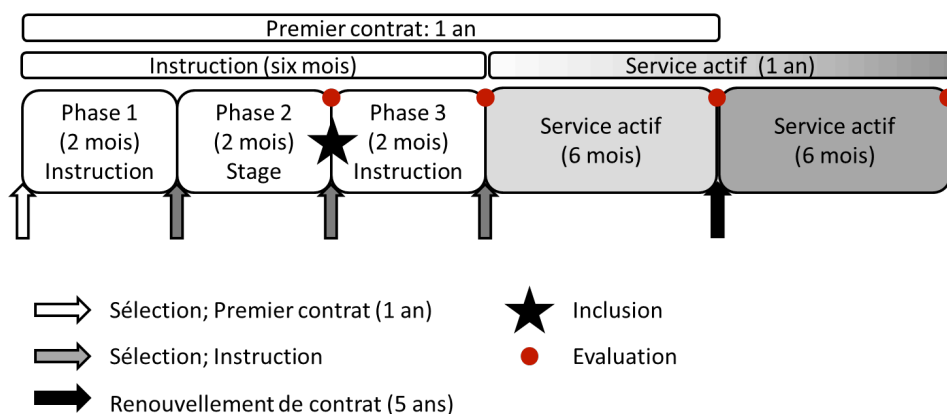 Premier contrat: 1 an
Instruction (six mois)
Service actif (1 an)
Phase 1
(2 mois)
Instruction
Phase 2
(2 mois)
Stage
Phase 3
(2 mois)
Instruction
Service actif
(6 mois)
Service actif
(6 mois)
Sélection; Premier contrat (1 an)
Sélection; Instruction
Renouvellement de contrat (5 ans)
Inclusion
Evaluation